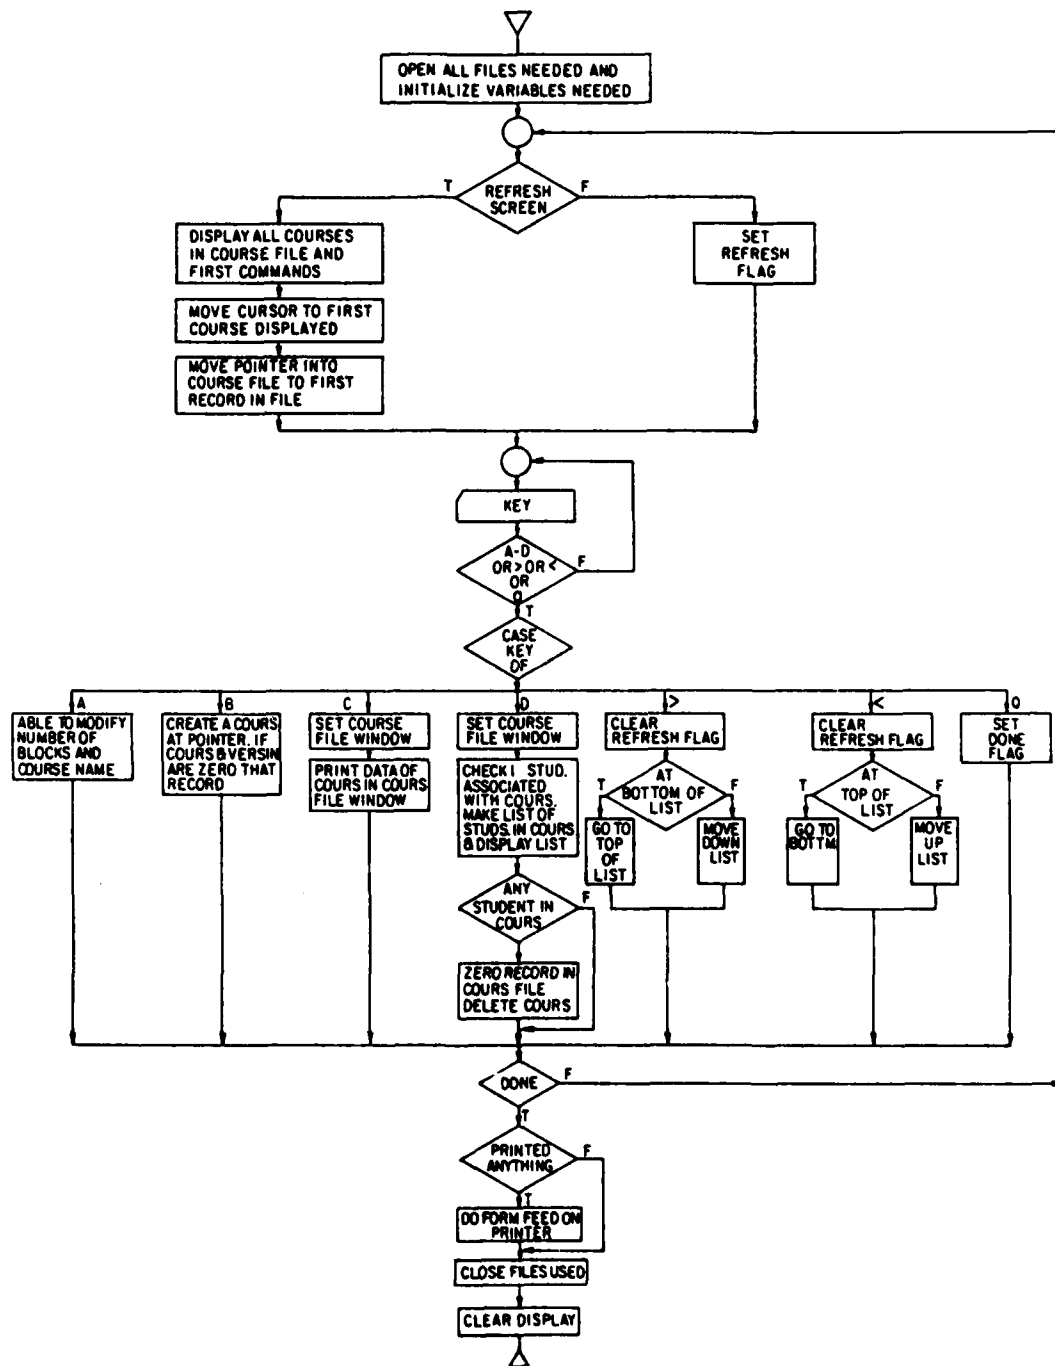 OPEN ALL FILES NEEDED AND
INITIALIZE VARIABLES NEEDED
T
REFRESH
SCREEN
F
DISPLAY ALL COURSES
IN COURSE FILE AND
FIRST COMMANDS
SET
REFRESH
FLAG
MOVE CURSOR TO FIRST
COURSE DISPLAYED
MOVE POINTER INTO
COURSE FILE TO FIRST
RECORD IN FILE
KEY
A-D
OR > OR <
OR
Q
F
T
CASE
KEY
OF
A
ABLE TO MODIFY
NUMBER OF
BLOCKS AND
COURSE NAME
B
CREATE A COURS
AT POINTER. IF
COURS & VERSIN
ARE ZERO THAT
RECORD
C
SET COURSE
FILE WINDOW
PRINT DATA OF
COURS IN COURS
FILE WINDOW
D
SET COURSE
FILE WINDOW
CHECK I STUD.
ASSOCIATED
WITH COURS.
MAKE LIST OF
STUDS. IN COURS
& DISPLAY LIST
ANY
STUDENT IN
COURS
F
ZERO RECORD IN
COURS FILE
DELETE COURS
>
CLEAR
REFRESH FLAG
T
AT
BOTTOM OF
LIST
F
GO TO
TOP
OF
LIST
MOVE
DOWN
LIST
<
CLEAR
REFRESH FLAG
T
AT
TOP OF
LIST
F
GO TO
BOTTM
MOVE
UP
LIST
Q
SET
DONE
FLAG
DONE
F
T
PRINTED
ANYTHING
F
T
DO FORM FEED ON
PRINTER
CLOSE FILES USED
CLEAR DISPLAY